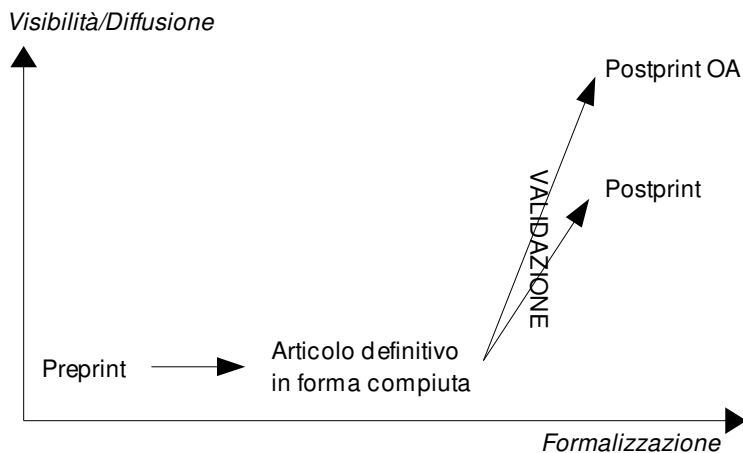 Visibilità/Diffusione
Postprint OA
Postprint
VALIDAZIONE
Preprint
Articolo definitivo
in forma compiuta
Formalizzazione